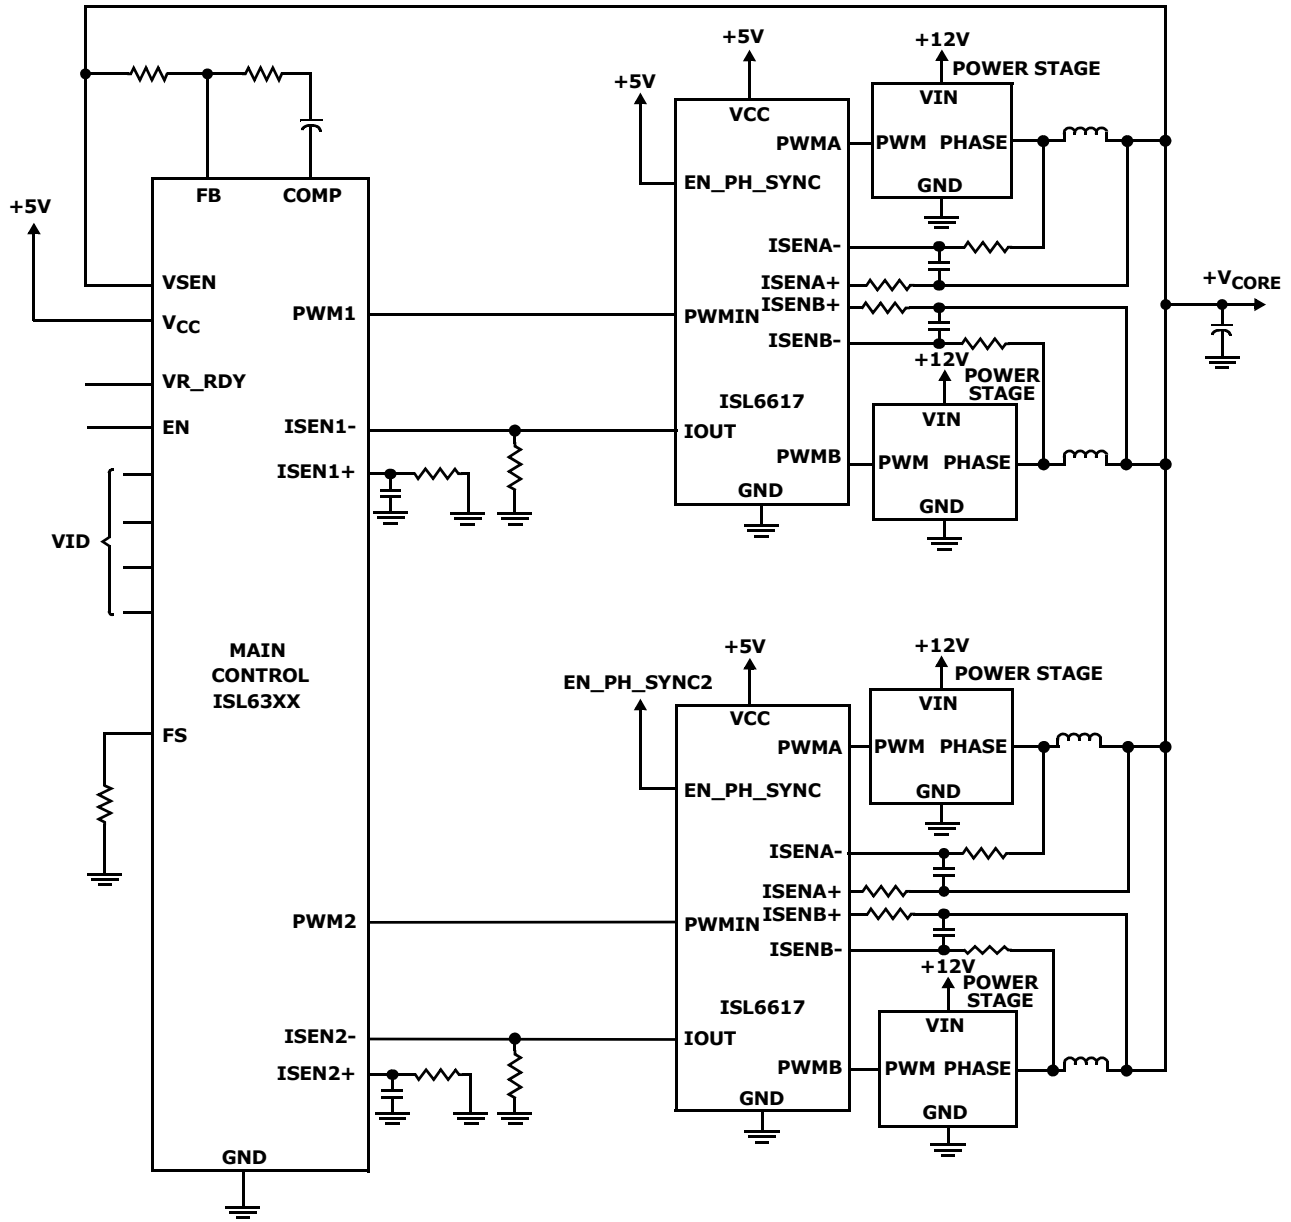 +5V
+12V
POWER STAGE
+5V
VIN
VCC
PWMA
PWM PHASE
EN_PH_SYNC
GND
FB COMP
+5V
ISENA-
VSEN
ISENA+
+VCORE
ISENB+
PWM1
PWMIN
VCC
ISENB-
+12V
POWER
STAGE
VR_RDY
ISL6617
VIN
EN
ISEN1-
IOUT
PWMB
PWM PHASE
ISEN1+
GND
GND
VID
MAIN
CONTROL
ISL63XX
+5V
+12V
POWER STAGE
EN_PH_SYNC2
VIN
VCC
FS
PWMA
PWM PHASE
EN_PH_SYNC
GND
ISENA-
ISENA+
ISENB+
PWM2
PWMIN
ISENB-
+12V
POWER
STAGE
ISL6617
VIN
ISEN2-
IOUT
PWMB
PWM PHASE
ISEN2+
GND
GND
GND